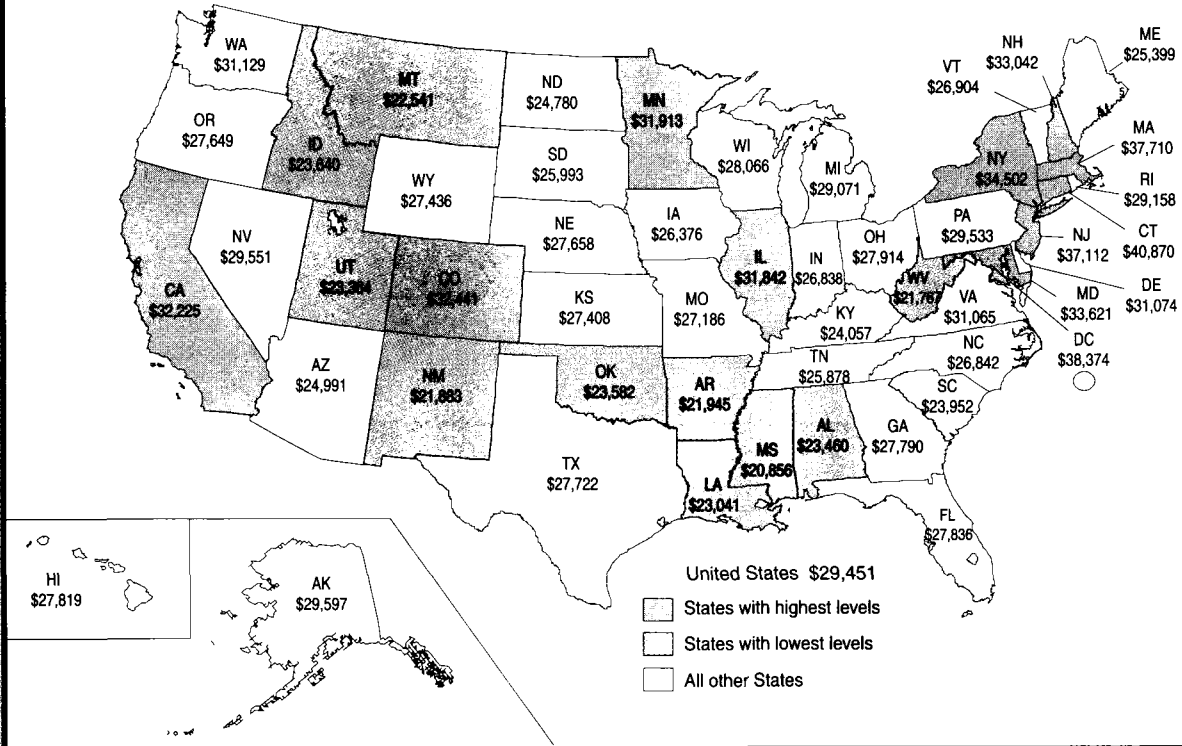 WA
$31,129
OR
$27,649
CA
$32,225
NV
$29,551
ID
$23,640
MT
$22,541
WY
$27,436
UT
CO
$32,441
AZ
$24,991
NM
$21,883
ND
$24,780
SD
$25,993
NE
$27,658
KS
$27,408
OK
$23,582
TX
$27,722
MN
$31,913
IA
$26,376
MO
$27,186
AR
$21,945
LA
$23,041
WI
$28,066
IL
$31,842
MI
$29,071
IN
$26,838
OH
$27,914
KY
$24,057
TN
$25,878
MS
$20,856
AL
$23,460
GA
$27,790
FL
$27,836
SC
$23,952
NC
$26,842
VA
$31,065
WV
$21,767
PA
$29,533
NY
$34,502
VT
$26,904
NH
$33,042
ME
$25,399
MA
$37,710
RI
$29,158
CT
$40,870
NJ
$37,112
DE
$31,074
MD
$33,621
DC
$38,374
HI
$27,819
AK
$29,597
United States $29,451
States with highest levels
States with lowest levels
All other States